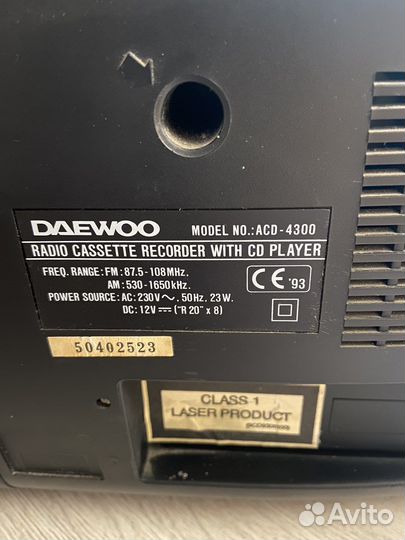 DAEWOO MODEL NO.:ACD-4300
RADIO CASSETTE RECORDER WITH CD PLAYER
FREQ. RANGE: FM: 87.5-108MHz.
AM: 530-1650kHz.
POWER SOURCE: AC: 230V~, 50Hz, 23W.
DC: 12V⎓ ("R 20" x 8)
CE '93
50402523
CLASS 1
LASER PRODUCT
Avito